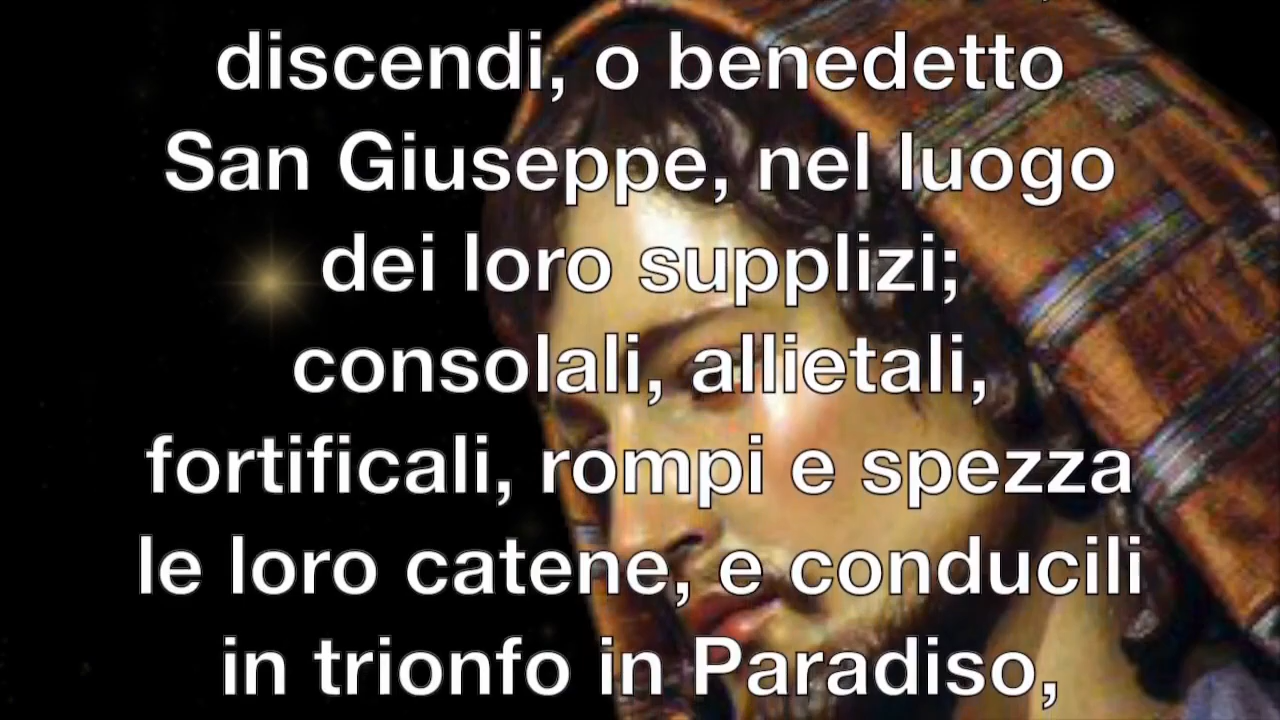 discendi, o benedetto
San Giuseppe, nel luogo
dei loro supplizi;
consolali, allietali,
fortificali, rompi e spezza
le loro catene, e conducili
in trionfo in Paradiso,